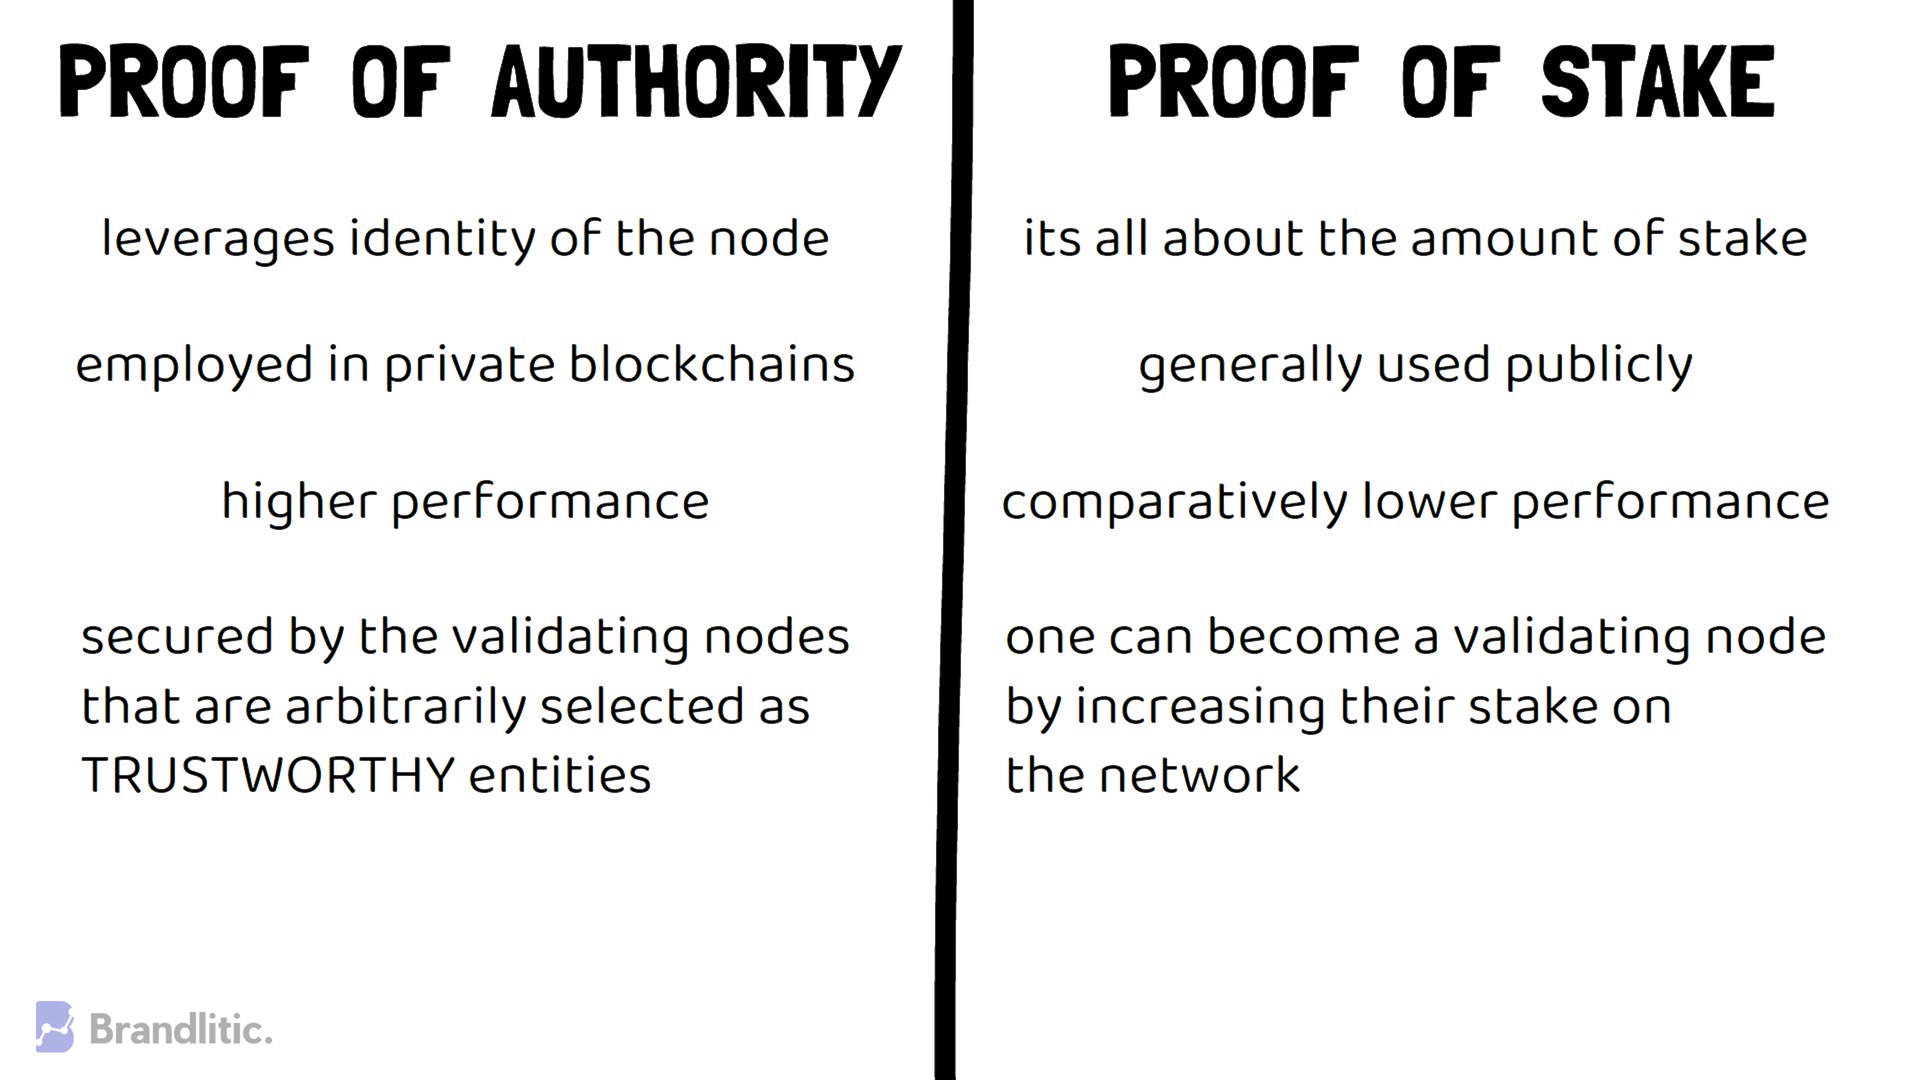 PROOF OF AUTHORITY
leverages identity of the node
employed in private blockchains
higher performance
secured by the validating nodes
that are arbitrarily selected as
TRUSTWORTHY entities
PROOF OF STAKE
its all about the amount of stake
generally used publicly
comparatively lower performance
one can become a validating node
by increasing their stake on
the network
Brandlitic.